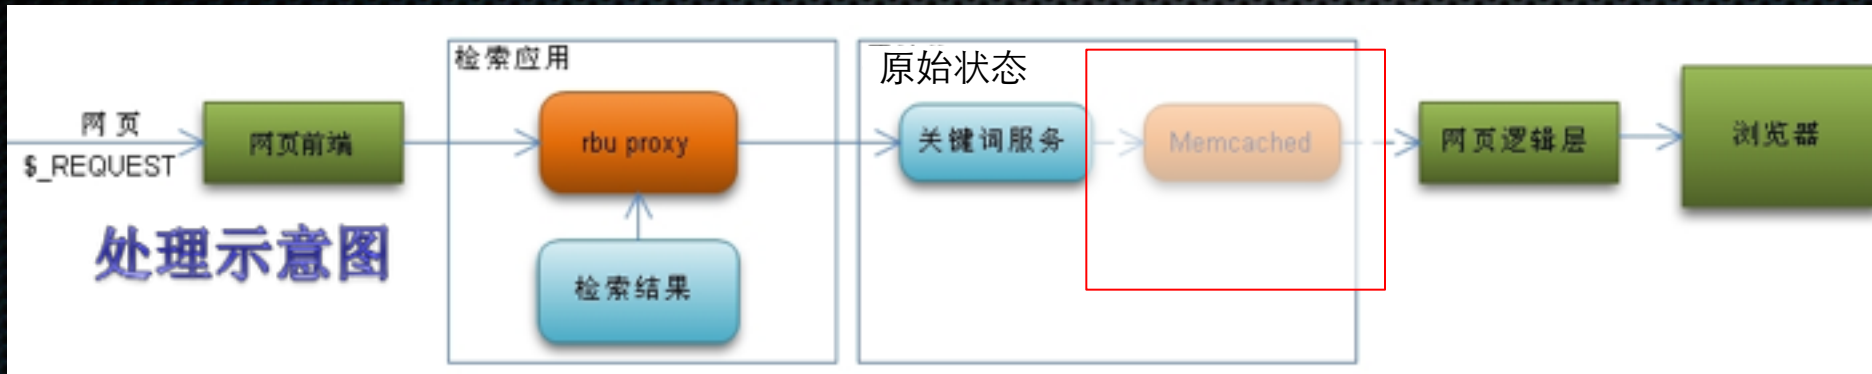 检索应用
原始状态
网页
$_REQUEST
网页前端
rbu proxy
关键词服务
Memcached
网页逻辑层
浏览器
处理示意图
检索结果